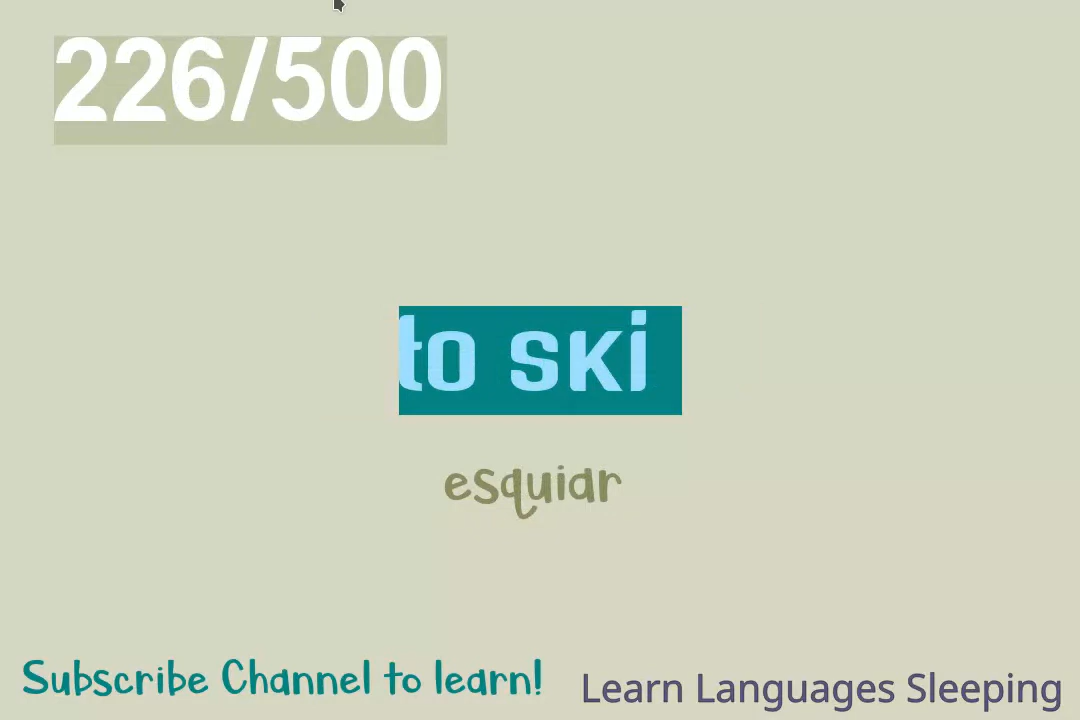 226/500
to ski
esquiar
Subscribe Channel to learn!
Learn Languages Sleeping